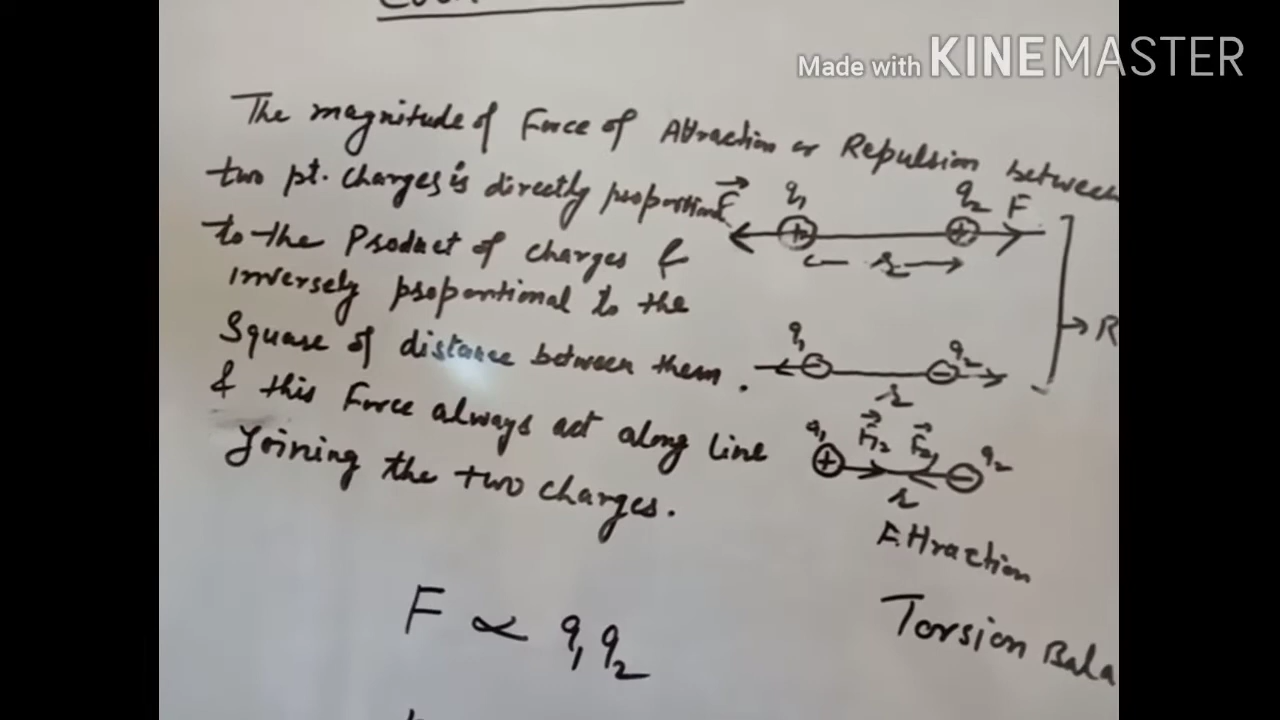 Made with KINEMASTER
The magnitude of Force of Attraction or Repulsion between
two pt. charges is directly proportional
to the Product of charges &
inversely proportional to the
Square of distance between them.
& this Force always act along line
Joining the two charges.
F q1 q2 F
+ +
r
R
q1 q2
- -
r
q1 F12 F21 q2
+ -
r
Attraction
Torsion Bala
F ∝ q1 q2